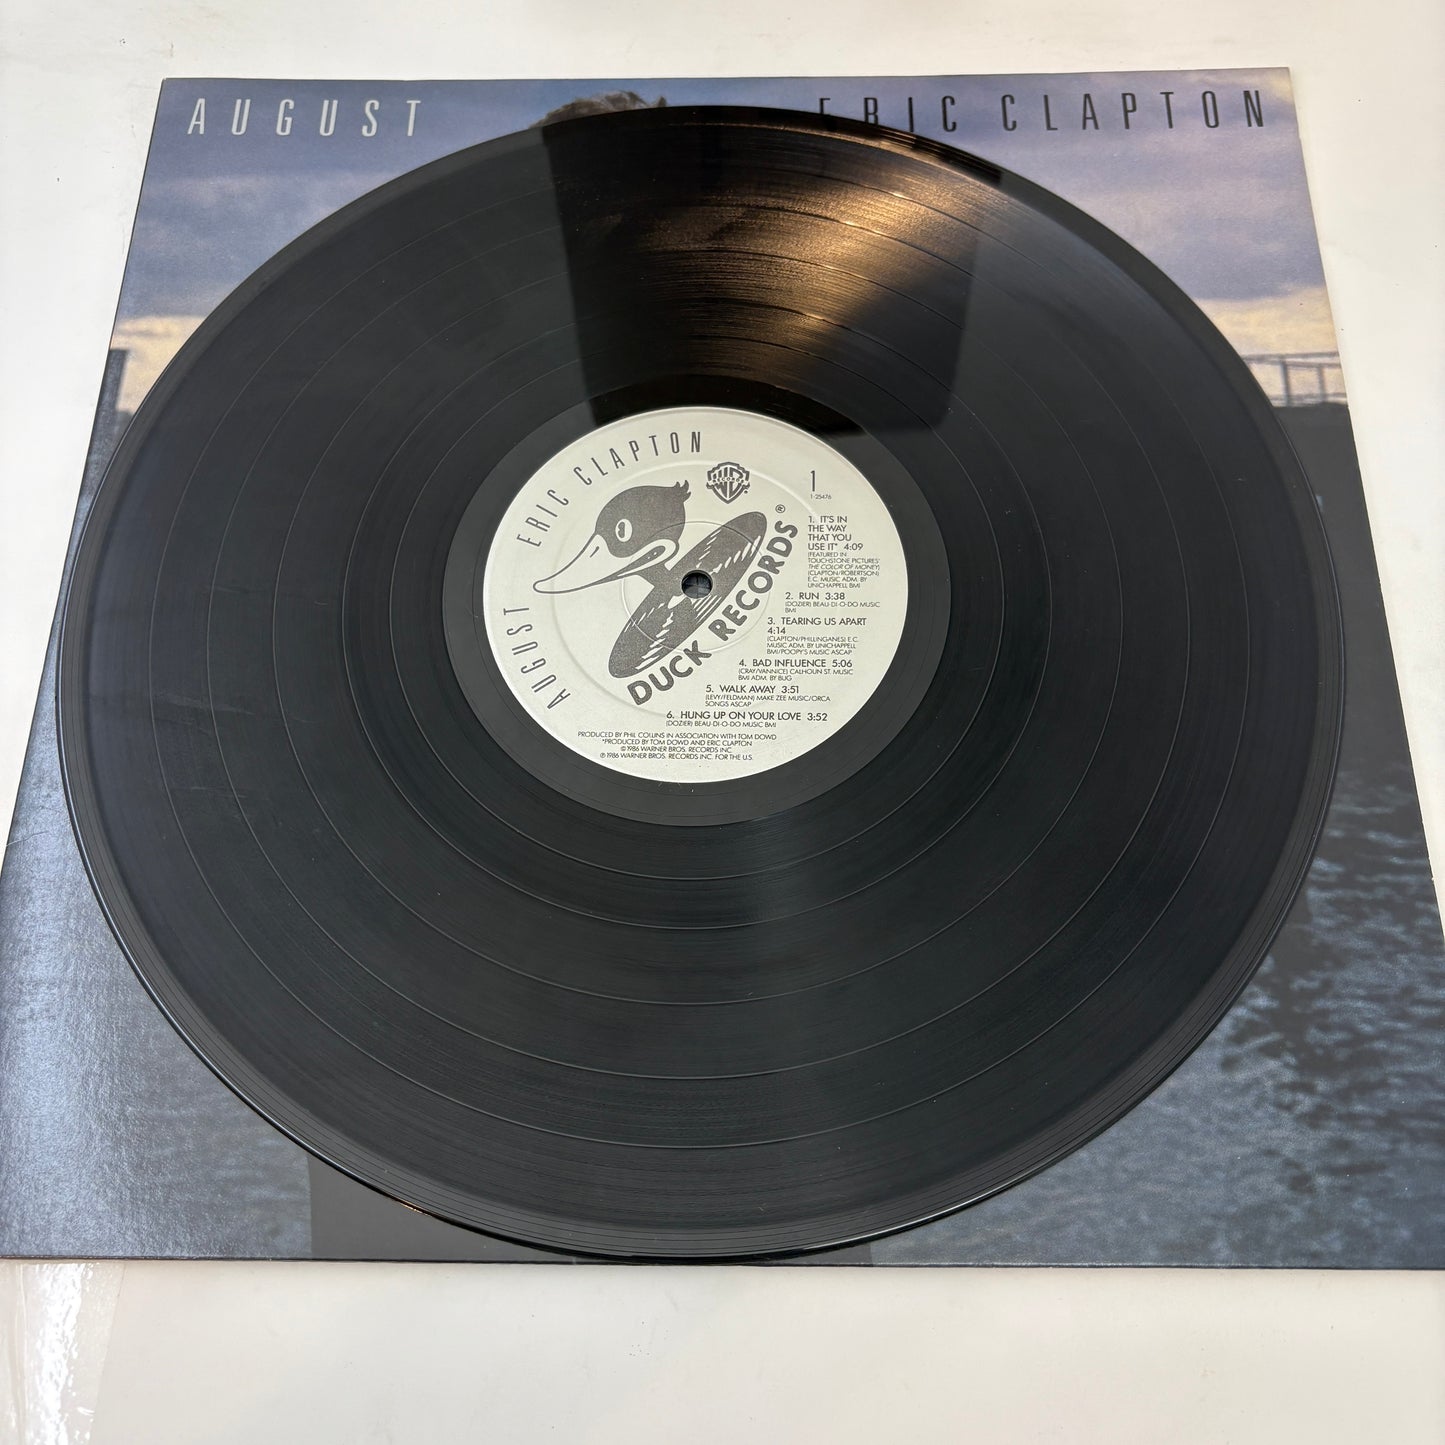 AUGUST
ERIC CLAPTON
ERIC CLAPTON
AUGUST
WB
RECORDS
DUCK RECORDS®
1
1-25476
1. IT'S IN
THE WAY
THAT YOU
USE IT* 4:09
(FEATURED IN
TOUCHSTONE PICTURES'
THE COLOR OF MONEY)
(CLAPTON/ROBERTSON)
E.C. MUSIC ADM. BY
UNICHAPPELL BMI
2. RUN 3:38
(DOZIER) BEAU-DI-O-DO MUSIC
BMI
3. TEARING US APART
4:14
(CLAPTON/PHILLINGANES) E.C.
MUSIC ADM. BY UNICHAPPELL
BMI/POOPY'S MUSIC ASCAP
4. BAD INFLUENCE 5:06
(CRAY/VANNICE) CALHOUN ST. MUSIC
BMI ADM. BY BUG
5. WALK AWAY 3:51
(LEVY/FELDMAN) MAKE ZEE MUSIC/ORCA
SONGS ASCAP
6. HUNG UP ON YOUR LOVE 3:52
(DOZIER) BEAU-DI-O-DO MUSIC BMI
PRODUCED BY PHIL COLLINS IN ASSOCIATION WITH TOM DOWD
*PRODUCED BY TOM DOWD AND ERIC CLAPTON
© 1986 WARNER BROS. RECORDS INC.
℗ 1986 WARNER BROS. RECORDS INC. FOR THE U.S.